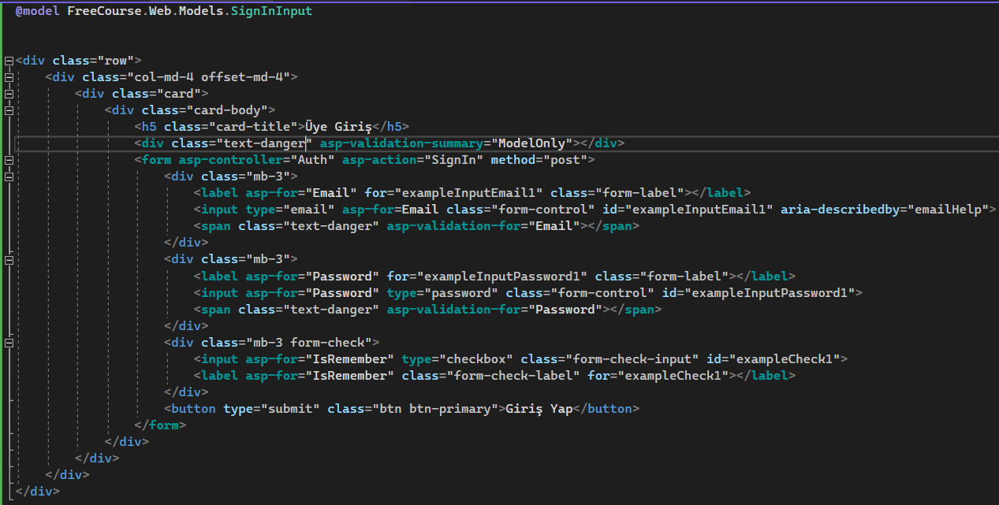 @model FreeCourse.Web.Models.SignInInput
<div class="row">
<div class="col-md-4 offset-md-4">
<div class="card">
<div class="card-body">
<h5 class="card-title">Üye Giriş</h5>
<div class="text-danger" asp-validation-summary="ModelOnly"></div>
<form asp-controller="Auth" asp-action="SignIn" method="post">
<div class="mb-3">
<label asp-for="Email" for="exampleInputEmail1" class="form-label"></label>
<input type="email" asp-for=Email class="form-control" id="exampleInputEmail1" aria-describedby="emailHelp">
<span class="text-danger" asp-validation-for="Email"></span>
</div>
<div class="mb-3">
<label asp-for="Password" for="exampleInputPassword1" class="form-label"></label>
<input asp-for="Password" type="password" class="form-control" id="exampleInputPassword1">
<span class="text-danger" asp-validation-for="Password"></span>
</div>
<div class="mb-3 form-check">
<input asp-for="IsRemember" type="checkbox" class="form-check-input" id="exampleCheck1">
<label asp-for="IsRemember" class="form-check-label" for="exampleCheck1"></label>
</div>
<button type="submit" class="btn btn-primary">Giriş Yap</button>
</form>
</div>
</div>
</div>
</div>